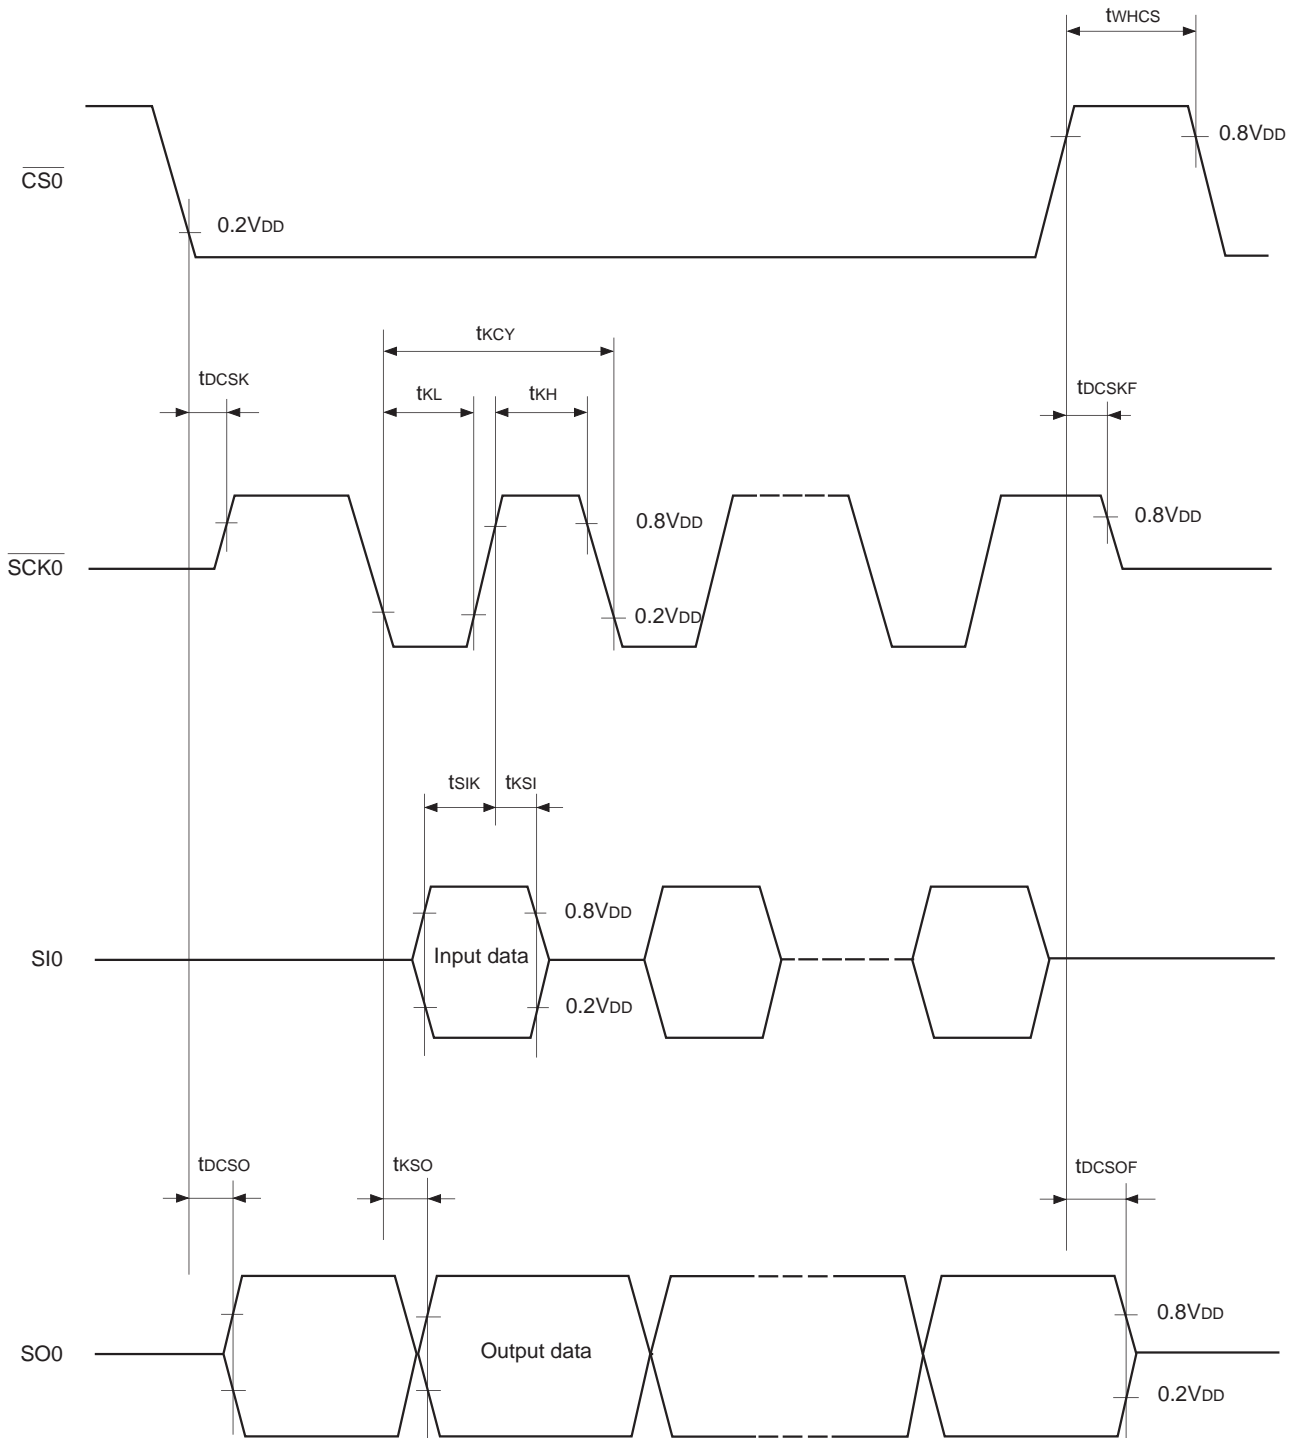 tWHCS
0.8VDD
CS0
0.2VDD
tKCY
tDCSK
tKL
tKH
tDCSKF
0.8VDD
0.8VDD
SCK0
0.2VDD
tSIK
tKSI
0.8VDD
SI0
Input data
0.2VDD
tDCSO
tKSO
tDCSOF
0.8VDD
SO0
Output data
0.2VDD